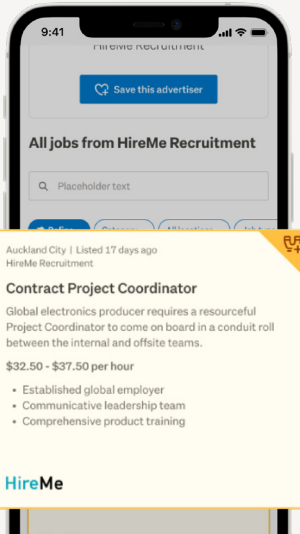 9:41
HireMe Recruitment
Save this advertiser
All jobs from HireMe Recruitment
Placeholder text
Auckland City | Listed 17 days ago
HireMe Recruitment
Contract Project Coordinator
Global electronics producer requires a resourceful
Project Coordinator to come on board in a conduit roll
between the internal and offsite teams.
$32.50 - $37.50 per hour
• Established global employer
• Communicative leadership team
• Comprehensive product training
HireMe